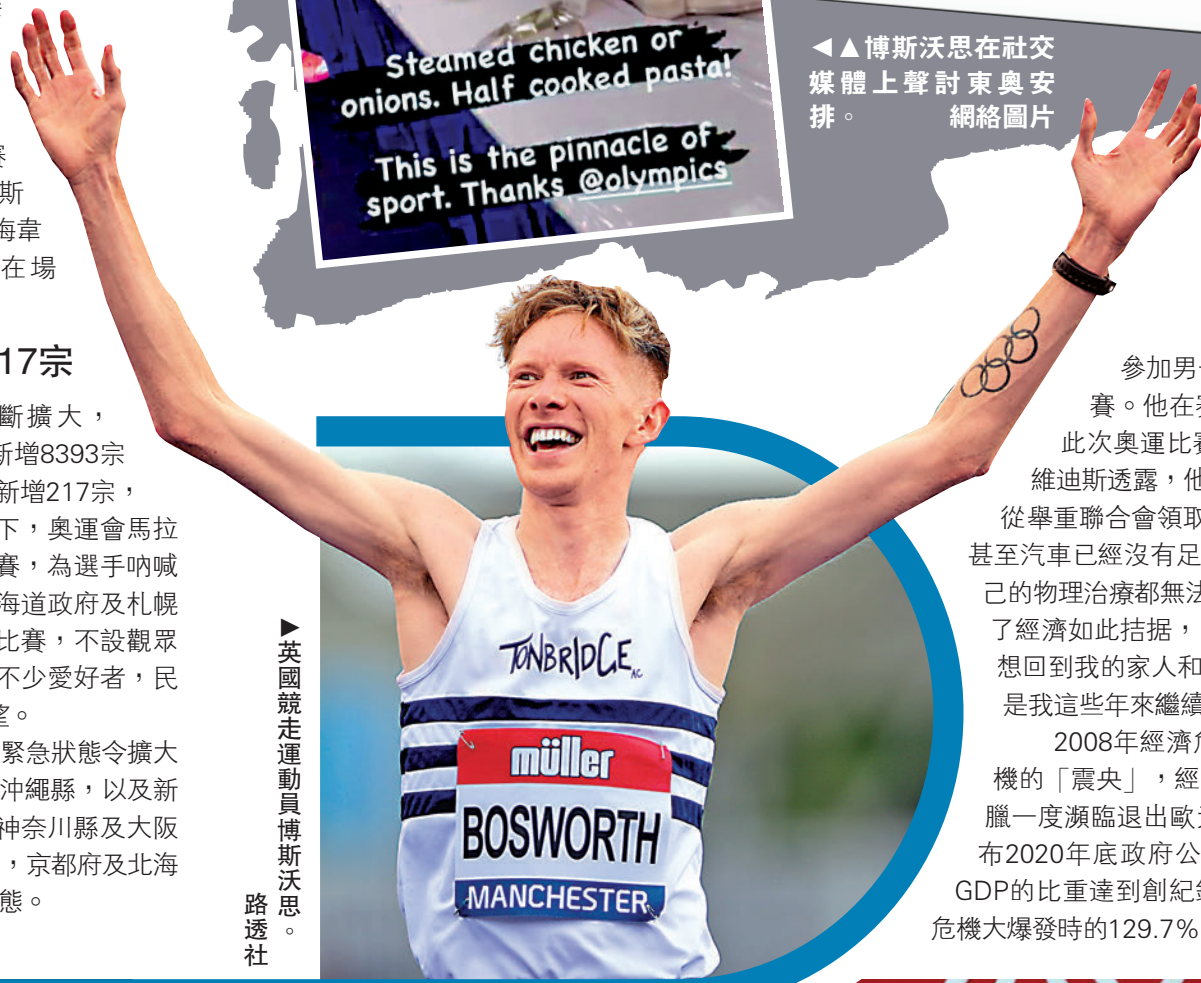 Steamed chicken or
onions. Half cooked pasta!
This is the pinnacle of
sport. Thanks @olympics
◀▲博斯沃思在社交
媒體上聲討東奧安
排。 網絡圖片
斯
海韋
在場
17宗
斷擴大，
新增8393宗
新增217宗，
下，奧運會馬拉
賽，為選手吶喊
海道政府及札幌
比賽，不設觀眾
不少愛好者，民
望。
緊急狀態令擴大
沖繩縣，以及新
神奈川縣及大阪
，京都府及北海
態。
▶英國競走運動員博斯沃思。
路透社
TONBRIDGE AC
müller
BOSWORTH
MANCHESTER
參加男子
賽。他在賽
此次奧運比賽
維迪斯透露，他
從舉重聯合會領取
甚至汽車已經沒有足
己的物理治療都無法
了經濟如此拮据，
想回到我的家人和
是我這些年來繼續
2008年經濟危
機的「震央」，經
臘一度瀕臨退出歐元
布2020年底政府公
GDP的比重達到創紀錄
危機大爆發時的129.7%